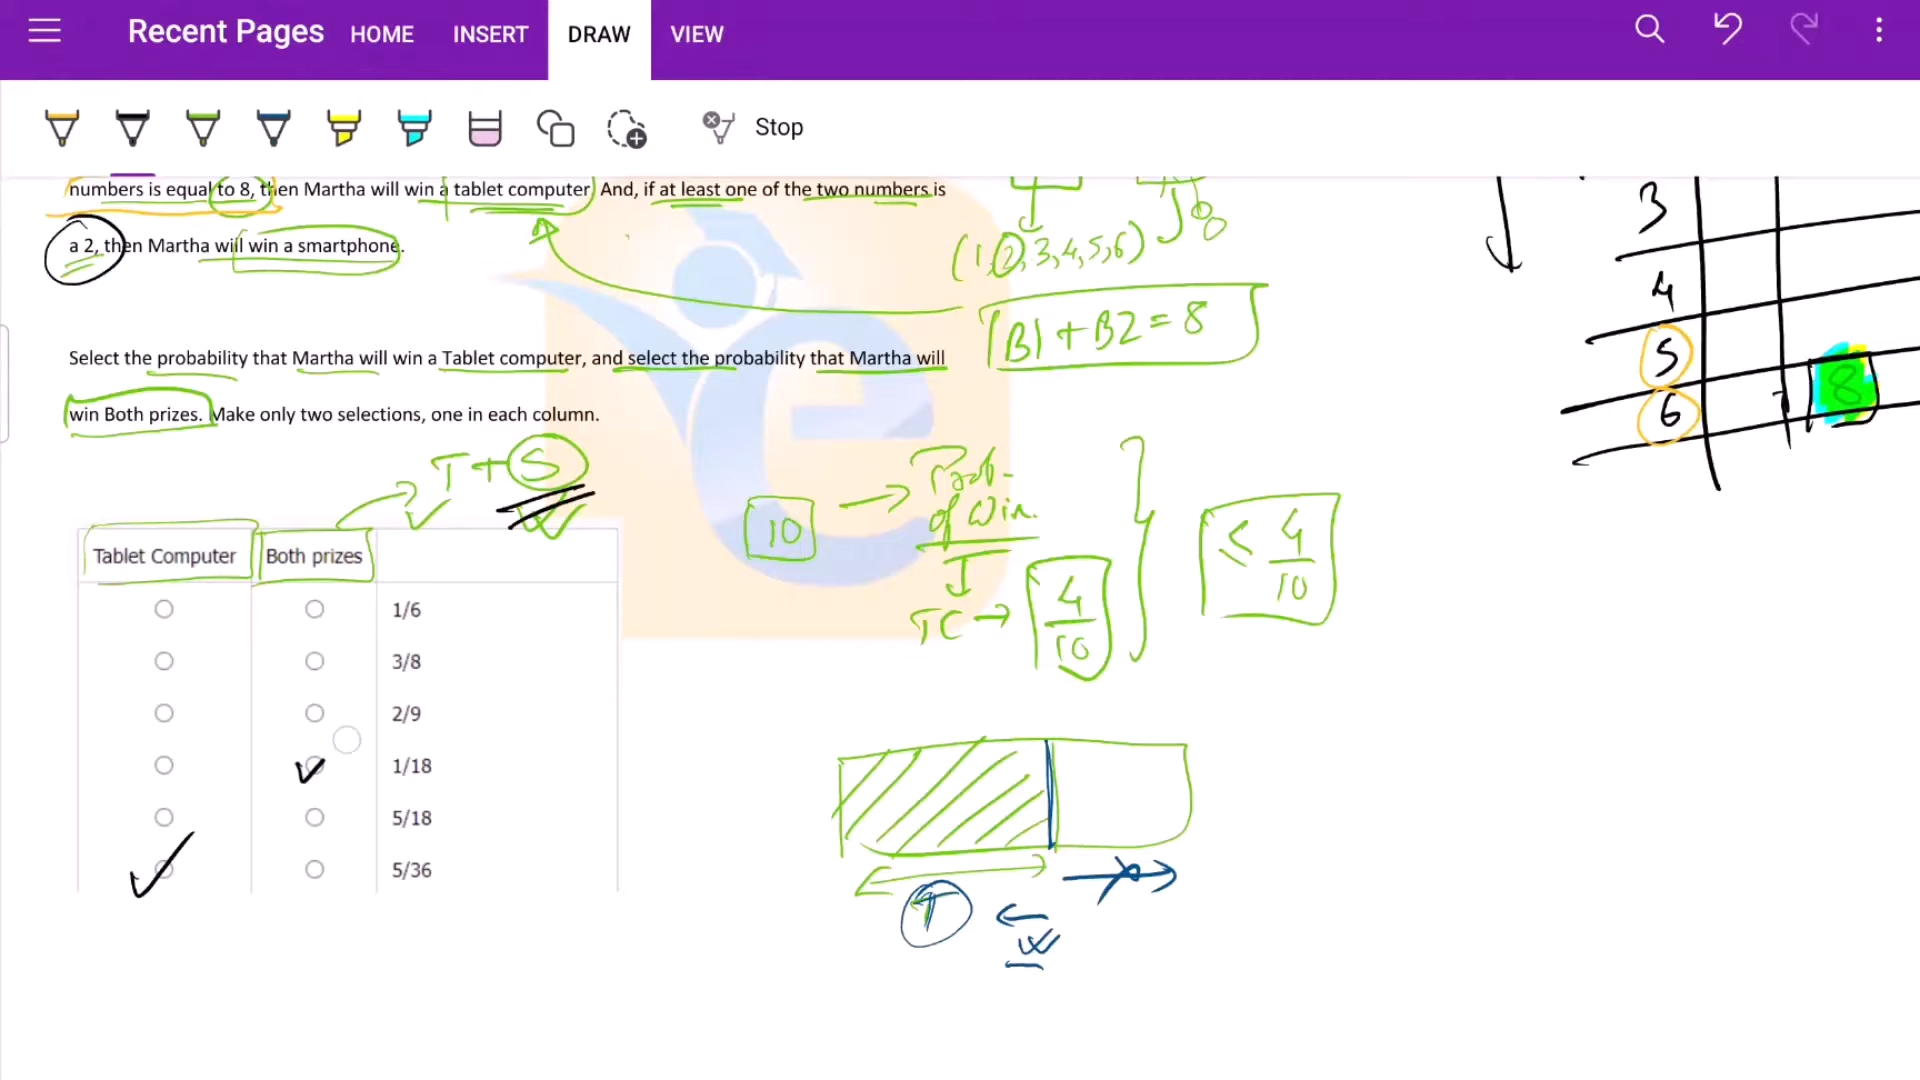 Recent Pages HOME INSERT DRAW VIEW
Stop
numbers is equal to 8, then Martha will win a tablet computer. And, if at least one of the two numbers is
a 2, then Martha will win a smartphone.
(1,2,3,4,5,6)
B1 + B2 = 8
Select the probability that Martha will win a Tablet computer, and select the probability that Martha will
win Both prizes. Make only two selections, one in each column.
T + S
10 → Prob. of Win.
TC → 4/10
≤ 4/10
Tablet Computer Both prizes
1/6
3/8
2/9
1/18
5/18
5/36
T
W
3
4
5
6
8